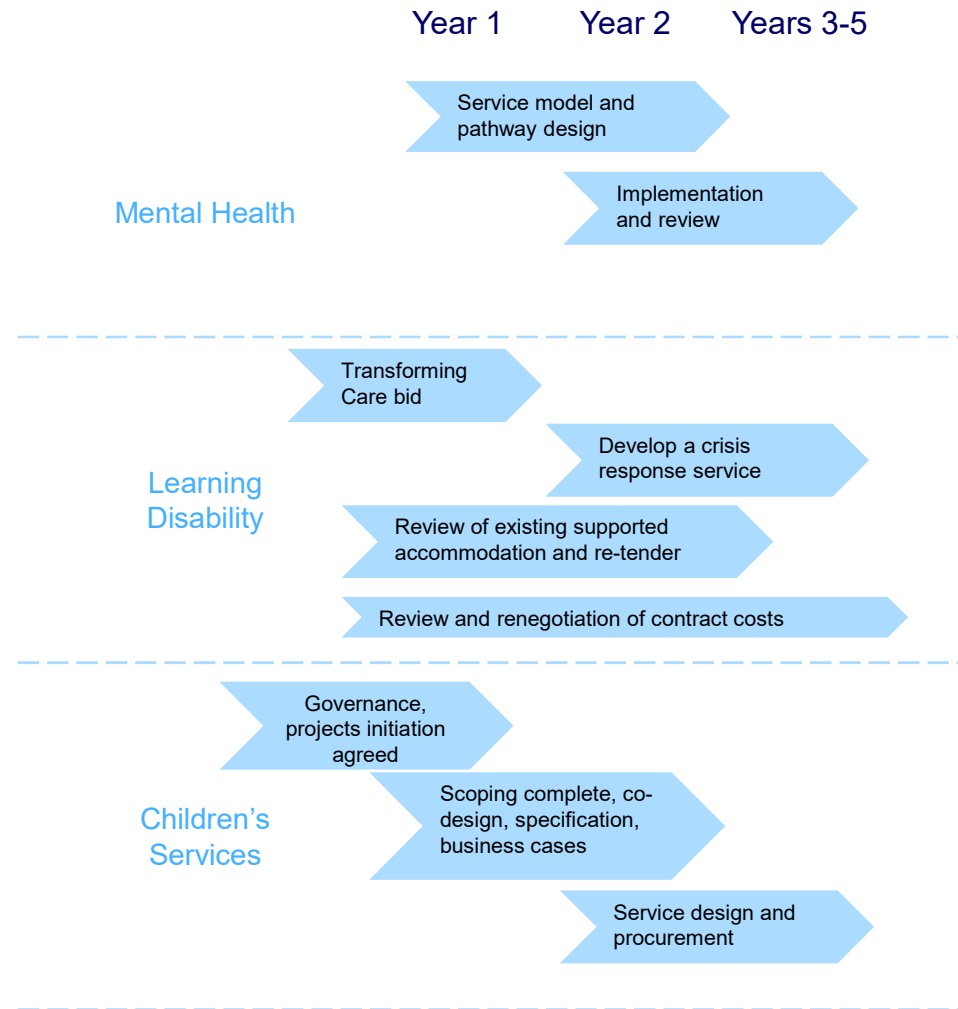 Year 1 Year 2 Years 3-5
Service model and
pathway design
Implementation
and review
Mental Health
Transforming
Care bid
Develop a crisis
response service
Learning
Disability
Review of existing supported
accommodation and re-tender
Review and renegotiation of contract costs
Governance,
projects initiation
agreed
Scoping complete, co-
design, specification,
business cases
Children’s
Services
Service design and
procurement